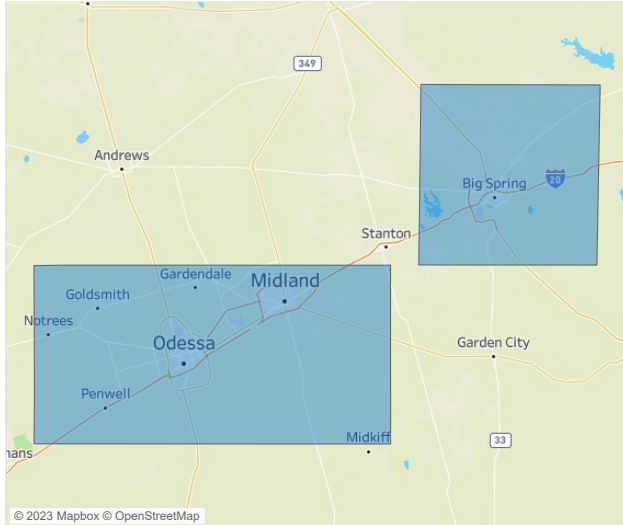 349
Andrews
Big Spring
20
Stanton
Gardendale
Midland
Goldsmith
Notrees
Odessa
Garden City
Penwell
Midkiff
33
hans
© 2023 Mapbox © OpenStreetMap